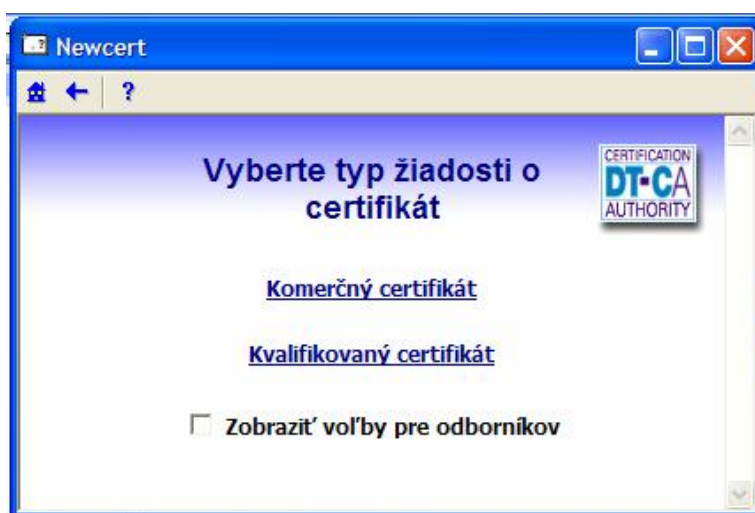 Newcert
?
Vyberte typ žiadosti o
certifikát
CERTIFICATION
DT-CA
AUTHORITY
Komerčný certifikát
Kvalifikovaný certifikát
Zobraziť voľby pre odborníkov